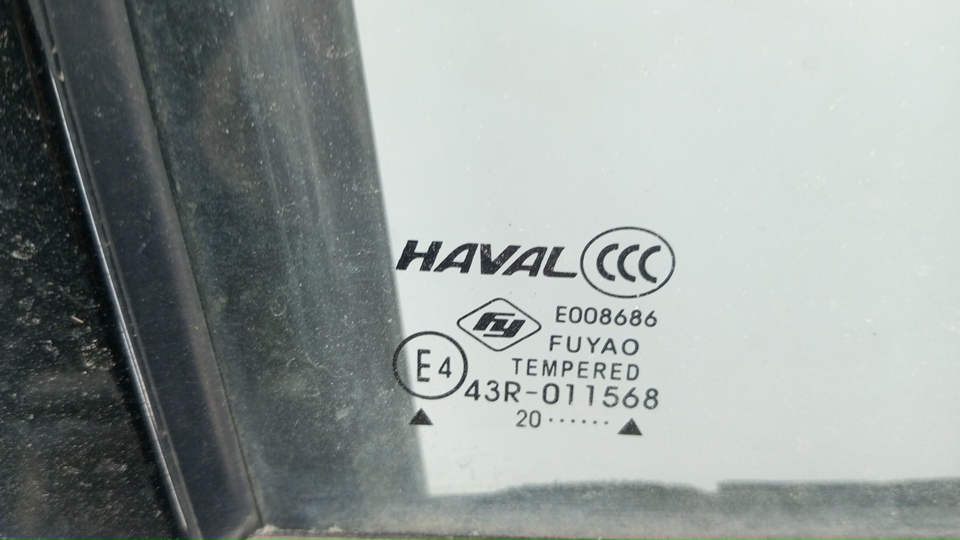 HAVAL CCC
FY E008686
FUYAO
TEMPERED
E4 43R-011568
▲ 20 ······ ▲